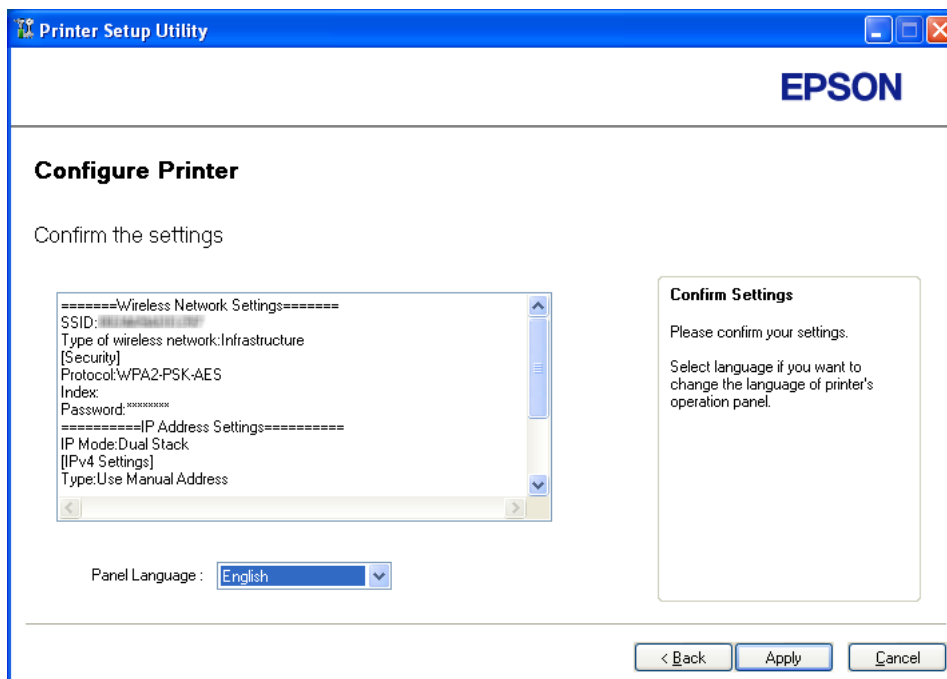 Printer Setup Utility
EPSON
Configure Printer
Confirm the settings
=======Wireless Network Settings=======
SSID:
Type of wireless network:Infrastructure
[Security]
Protocol:WPA2-PSK-AES
Index:
Password:********
==========IP Address Settings==========
IP Mode:Dual Stack
[IPv4 Settings]
Type:Use Manual Address
Confirm Settings
Please confirm your settings.
Select language if you want to
change the language of printer's
operation panel.
Panel Language :
English
< Back
Apply
Cancel